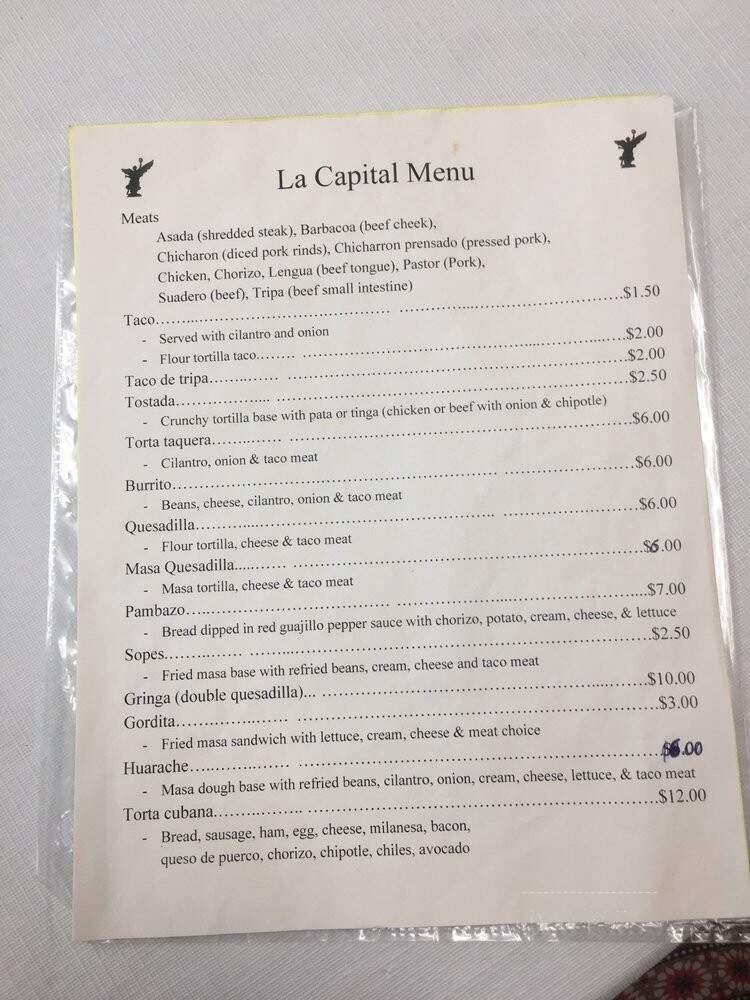 La Capital Menu
Meats
Asada (shredded steak), Barbacoa (beef cheek),
Chicharon (diced pork rinds), Chicharron prensado (pressed pork),
Chicken, Chorizo, Lengua (beef tongue), Pastor (Pork),
Suadero (beef), Tripa (beef small intestine)
Taco..............................................$1.50
- Served with cilantro and onion
- Flour tortilla taco..............................................$2.00
Taco de tripa..............................................$2.00
Tostada..............................................$2.50
- Crunchy tortilla base with pata or tinga (chicken or beef with onion & chipotle)
Torta taquera..............................................$6.00
- Cilantro, onion & taco meat
Burrito..............................................$6.00
- Beans, cheese, cilantro, onion & taco meat
Quesadilla..............................................$6.00
- Flour tortilla, cheese & taco meat
Masa Quesadilla..............................................$6.00
- Masa tortilla, cheese & taco meat
Pambazo..............................................$7.00
- Bread dipped in red guajillo pepper sauce with chorizo, potato, cream, cheese, & lettuce
Sopes..............................................$2.50
- Fried masa base with refried beans, cream, cheese and taco meat
Gringa (double quesadilla)..............................................$10.00
Gordita..............................................$3.00
- Fried masa sandwich with lettuce, cream, cheese & meat choice
Huarache..............................................$6.00
- Masa dough base with refried beans, cilantro, onion, cream, cheese, lettuce, & taco meat
Torta cubana..............................................$12.00
- Bread, sausage, ham, egg, cheese, milanesa, bacon,
queso de puerco, chorizo, chipotle, chiles, avocado